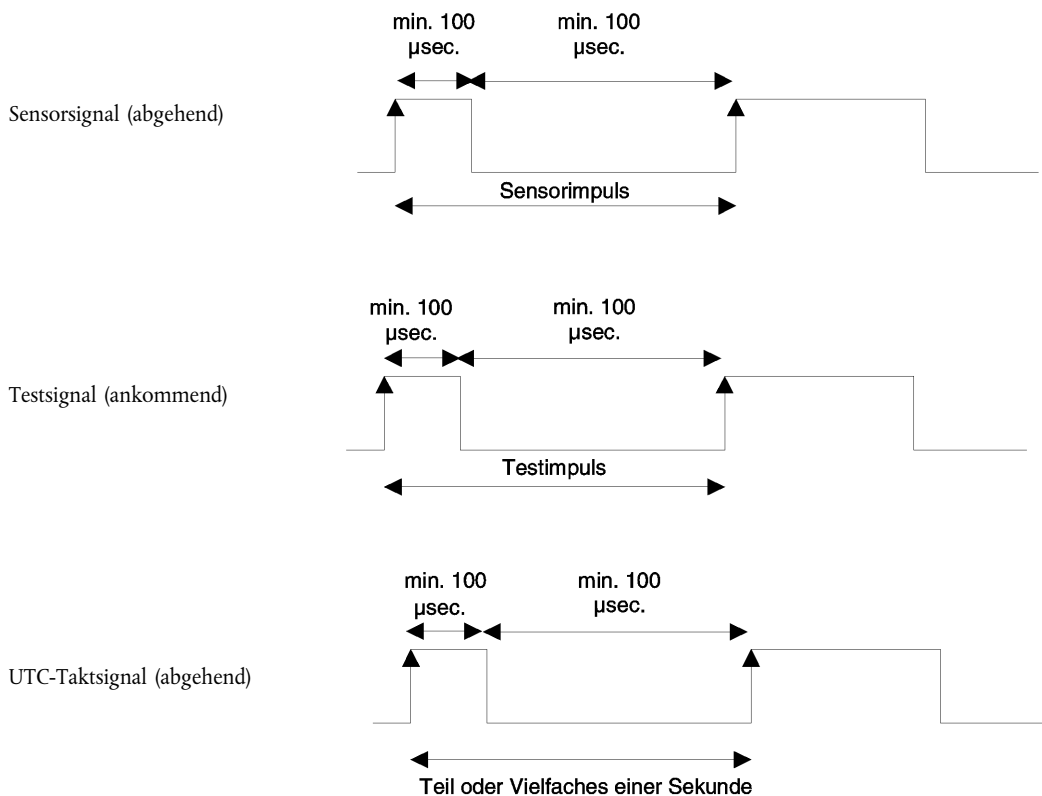 min. 100
µsec.
min. 100
µsec.
Sensorsignal (abgehend)
Sensorimpuls
min. 100
µsec.
min. 100
µsec.
Testsignal (ankommend)
Testimpuls
min. 100
µsec.
min. 100
µsec.
UTC-Taktsignal (abgehend)
Teil oder Vielfaches einer Sekunde